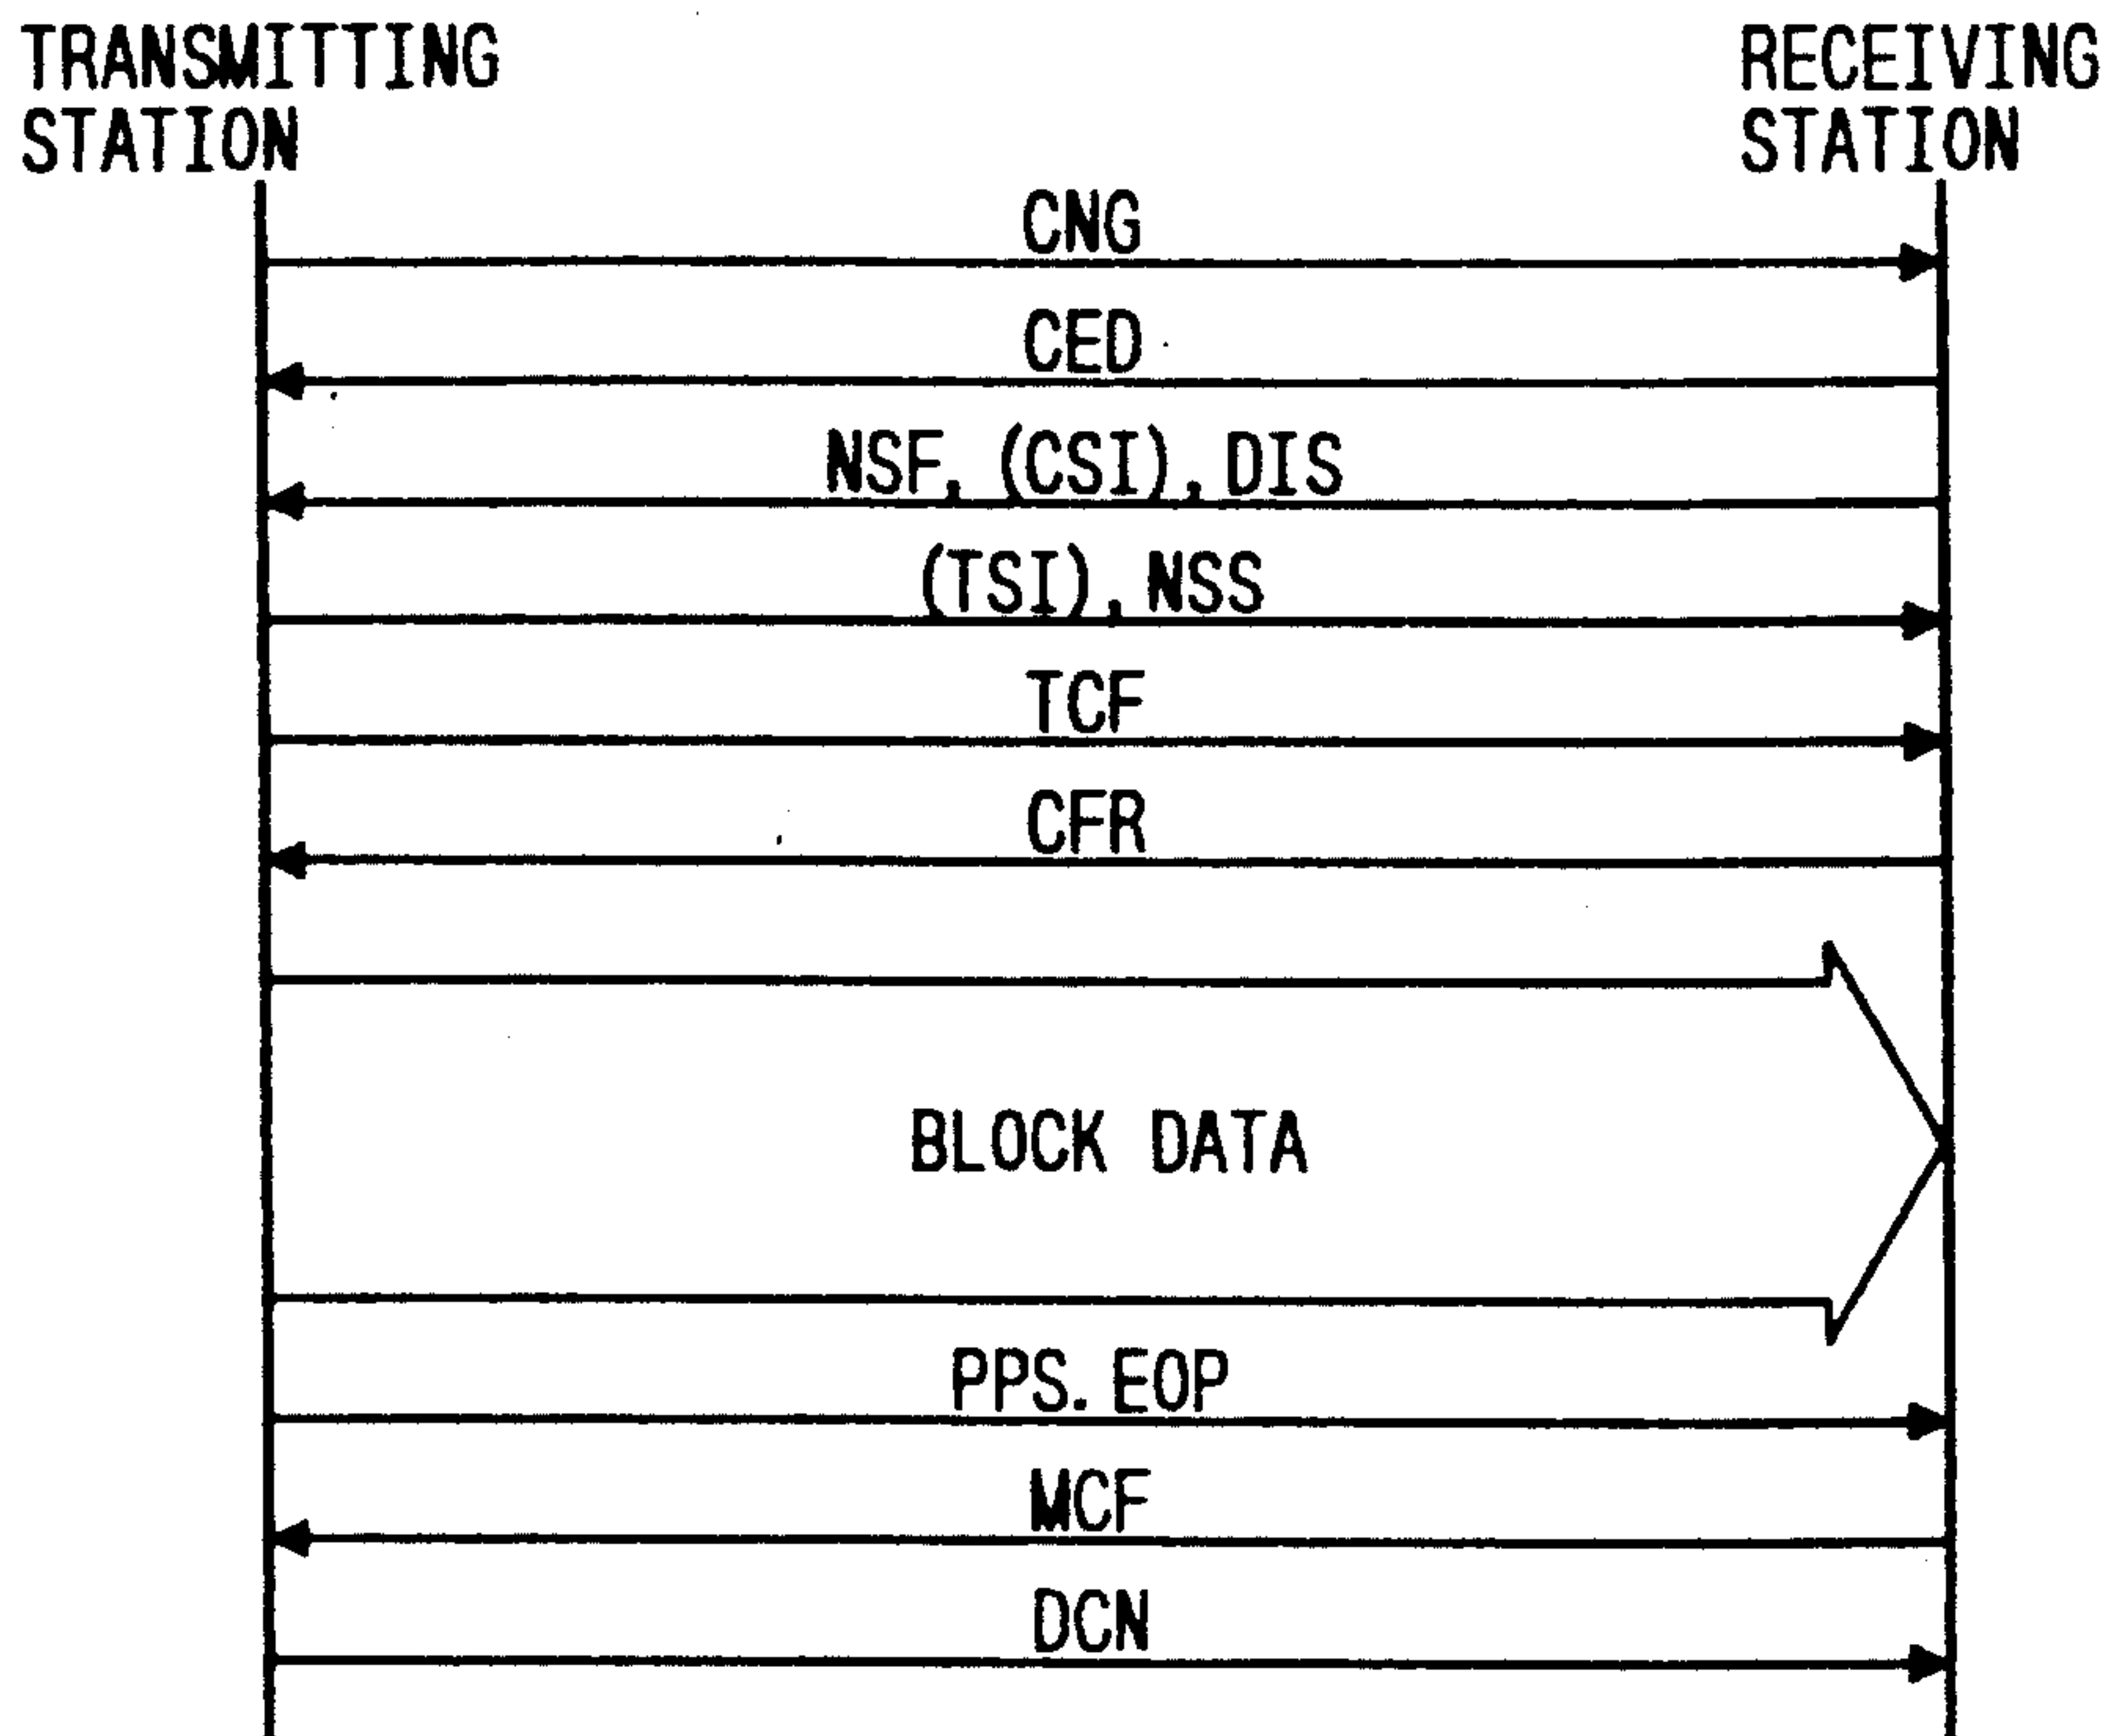 TRANSMITTING
STATION
RECEIVING
STATION
CNG
CED
NSF, (CSI), DIS
(TSI), NSS
TCF
CFR
BLOCK DATA
PPS. EOP
MCF
DCN